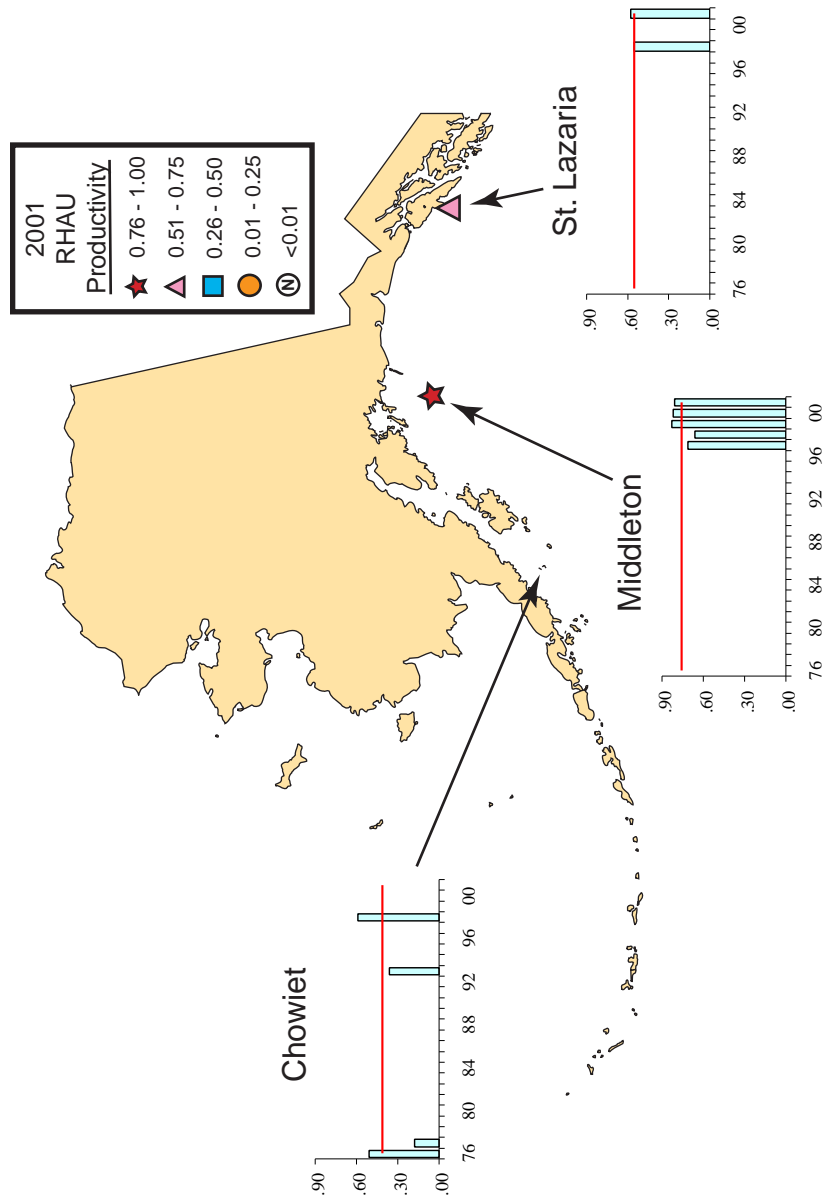 2001
RHAU
Productivity
0.76 - 1.00
0.51 - 0.75
0.26 - 0.50
0.01 - 0.25
N <0.01
Chowiet
.90
.60
.30
.00
76 80 84 88 92 96 00
Middleton
.90
.60
.30
.00
76 80 84 88 92 96 00
St. Lazaria
.90
.60
.30
.00
76 80 84 88 92 96 00